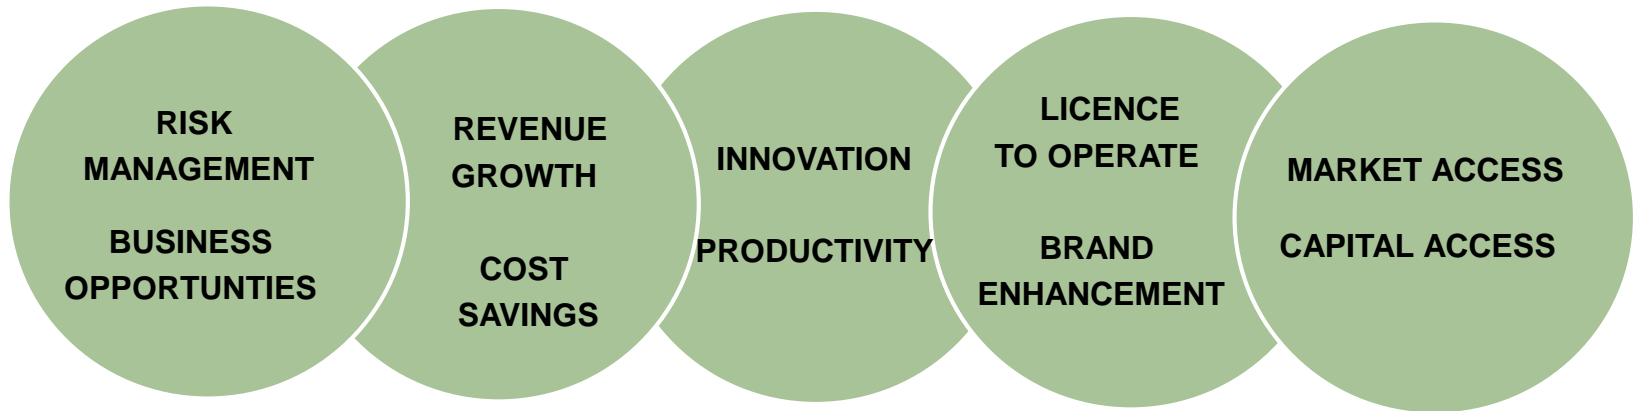 RISK
MANAGEMENT
BUSINESS
OPPORTUNTIES
REVENUE
GROWTH
COST
SAVINGS
INNOVATION
PRODUCTIVITY
LICENCE
TO OPERATE
BRAND
ENHANCEMENT
MARKET ACCESS
CAPITAL ACCESS